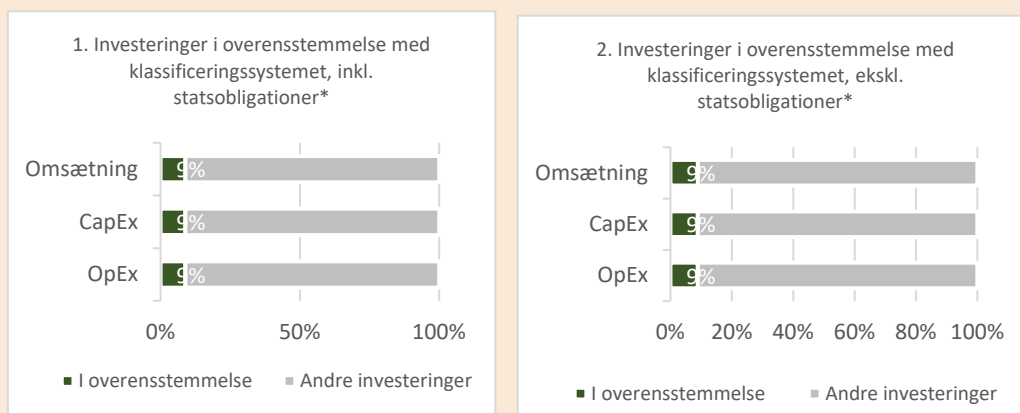 1. Investeringer i overensstemmelse med
klassificeringssystemet, inkl.
statsobligationer*
Omsætning
9%
CapEx
9%
OpEx
9%
0% 50% 100%
I overensstemmelse Andre investeringer
2. Investeringer i overensstemmelse med
klassificeringssystemet, ekskl.
statsobligationer*
Omsætning
9%
CapEx
9%
OpEx
9%
0% 20% 40% 60% 80% 100%
I overensstemmelse Andre investeringer